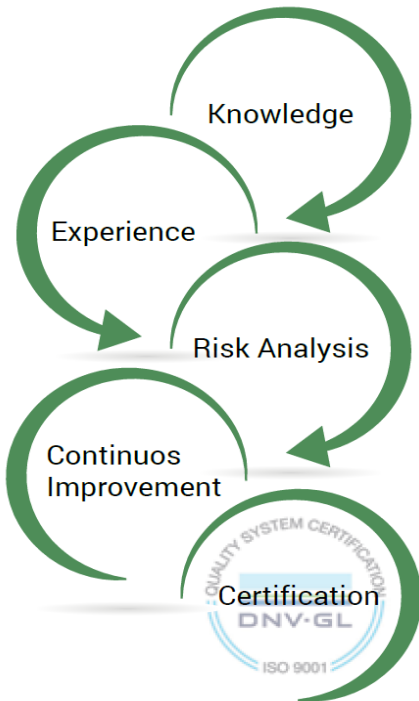 Knowledge
Experience
Risk Analysis
Continuos
Improvement
QUALITY SYSTEM CERTIFICATION
Certification
DNV·GL
ISO 9001